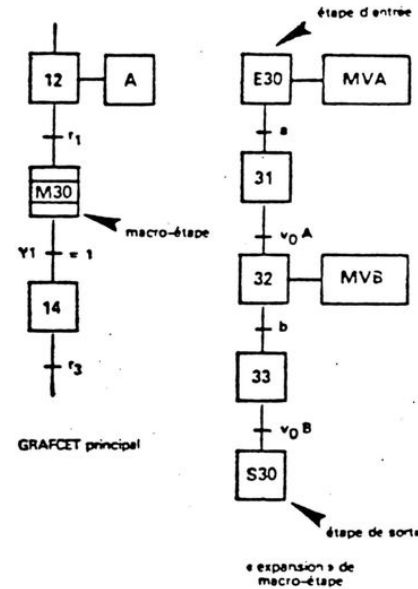 12
A
r₁
M30
macro-étape
Y1 = 1
14
r₃
GRAFCET principal
étape d'entrée
E30
MVA
a
31
v₀ A
32
MVB
b
33
v₀ B
S30
étape de sorte
« expansion » de
macro-étape